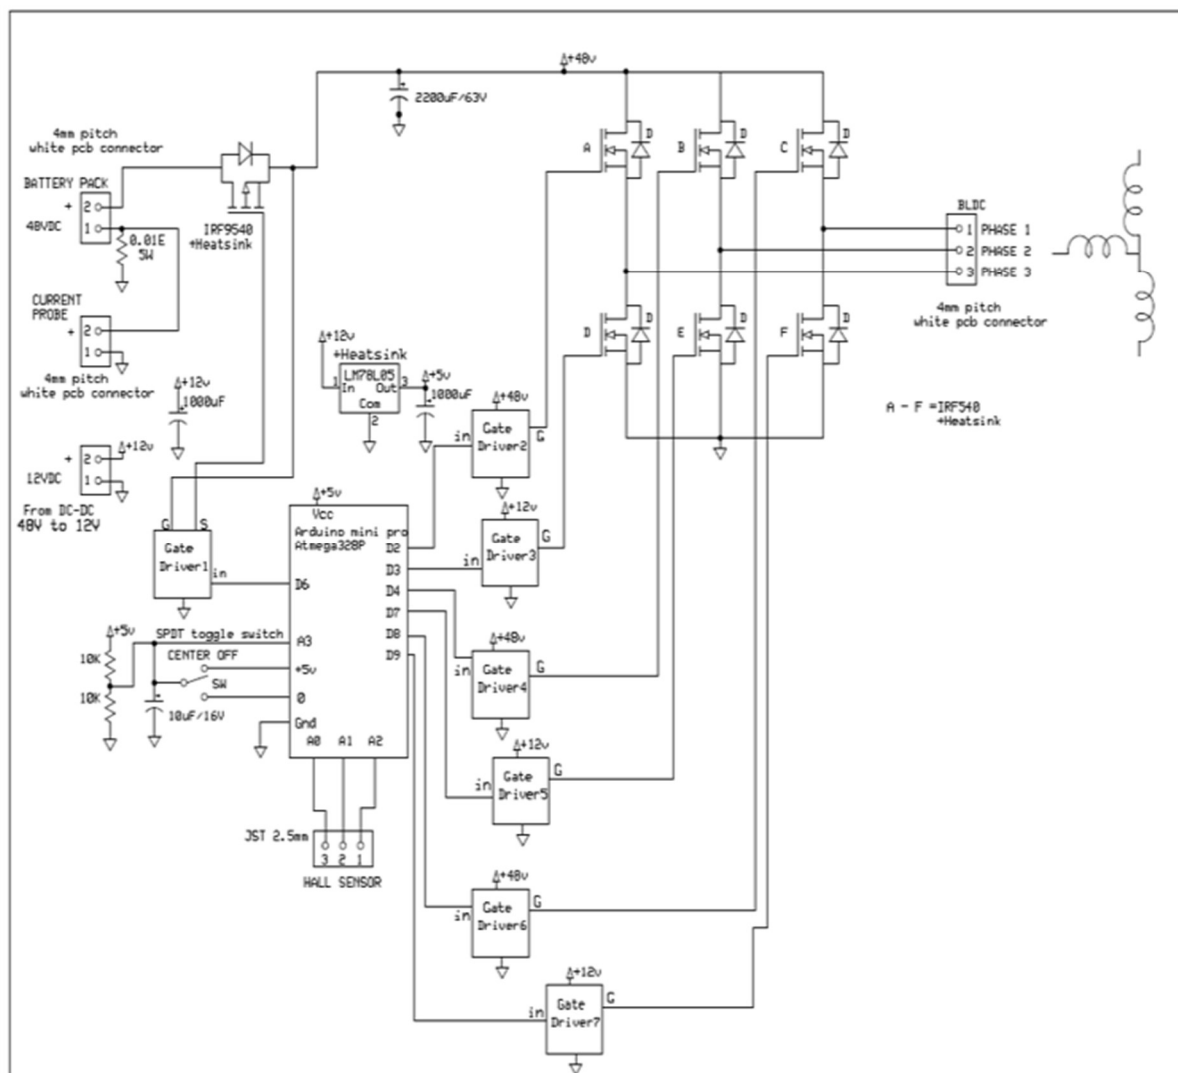 +48v
2200uF/63V
4mm pitch
white pcb connector
BATTERY PACK
+
2
1
48VDC
0.01E
5W
IRF9540
+Heatsink
CURRENT
PROBE
+
2
1
4mm pitch
white pcb connector
+12v
1000uF
+
2
1
+12v
12VDC
From DC-DC
48V to 12V
G S
Gate
Driver1
in
+12v
+Heatsink
LM78L05
1 In Out 3
Com
2
+5v
1000uF
A
D
B
D
C
D
D
D
E
D
F
D
BLDC
1 PHASE 1
2 PHASE 2
3 PHASE 3
4mm pitch
white pcb connector
A - F =IRF540
+Heatsink
+48v
Gate
Driver2
in
G
+12v
Gate
Driver3
in
G
+5v
Vcc
Arduino mini pro
Atmega328P
D2
D3
D4
D7
D8
D9
D6
A3
+5v
0
Gnd
A0 A1 A2
+5v
10K
10K
SPDT toggle switch
CENTER OFF
SW
10uF/16V
+48v
Gate
Driver4
in
G
+12v
Gate
Driver5
in
G
JST 2.5mm
3 2 1
HALL SENSOR
+48v
Gate
Driver6
in
G
+12v
Gate
Driver7
in
G